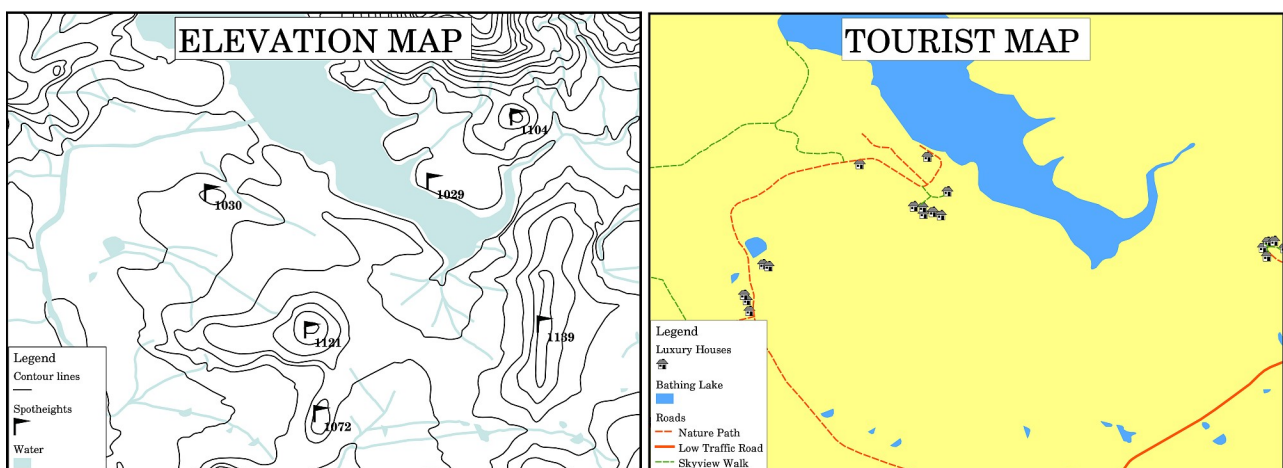 ELEVATION MAP
1104
1029
1030
1121
1139
1072
Legend
Contour lines
Spotheights
Water
TOURIST MAP
Legend
Luxury Houses
Bathing Lake
Roads
Nature Path
Low Traffic Road
Skyview Walk